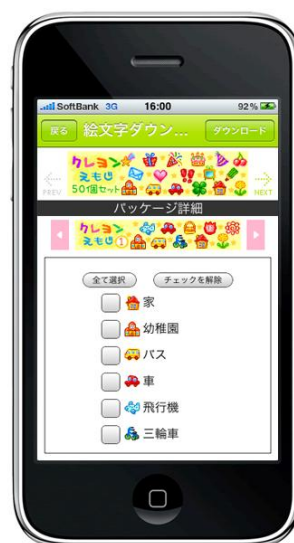 SoftBank 3G 16:00 92%
戻る 絵文字ダウン... ダウンロード
クレヨン
えもじ
50個セット
PREV NEXT
パッケージ詳細
クレヨン
えもじ①
全て選択 チェックを解除
家
幼稚園
バス
車
飛行機
三輪車